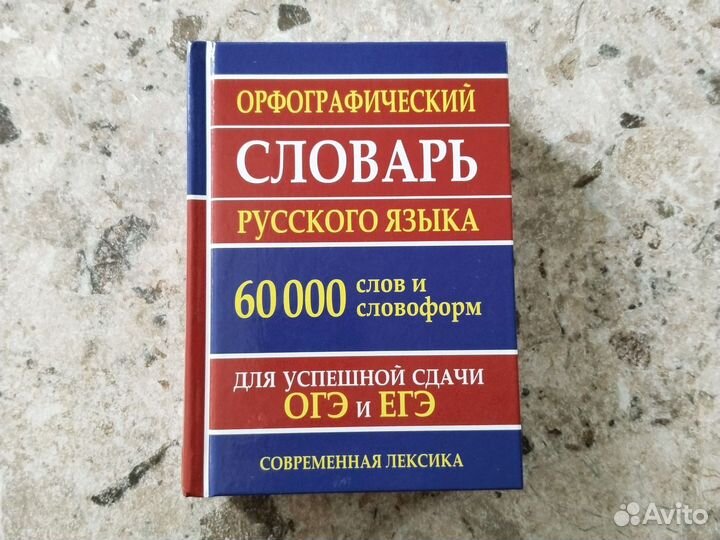 ОРФОГРАФИЧЕСКИЙ
СЛОВАРЬ
РУССКОГО ЯЗЫКА
60 000 слов и
словоформ
ДЛЯ УСПЕШНОЙ СДАЧИ
ОГЭ и ЕГЭ
СОВРЕМЕННАЯ ЛЕКСИКА
Avito